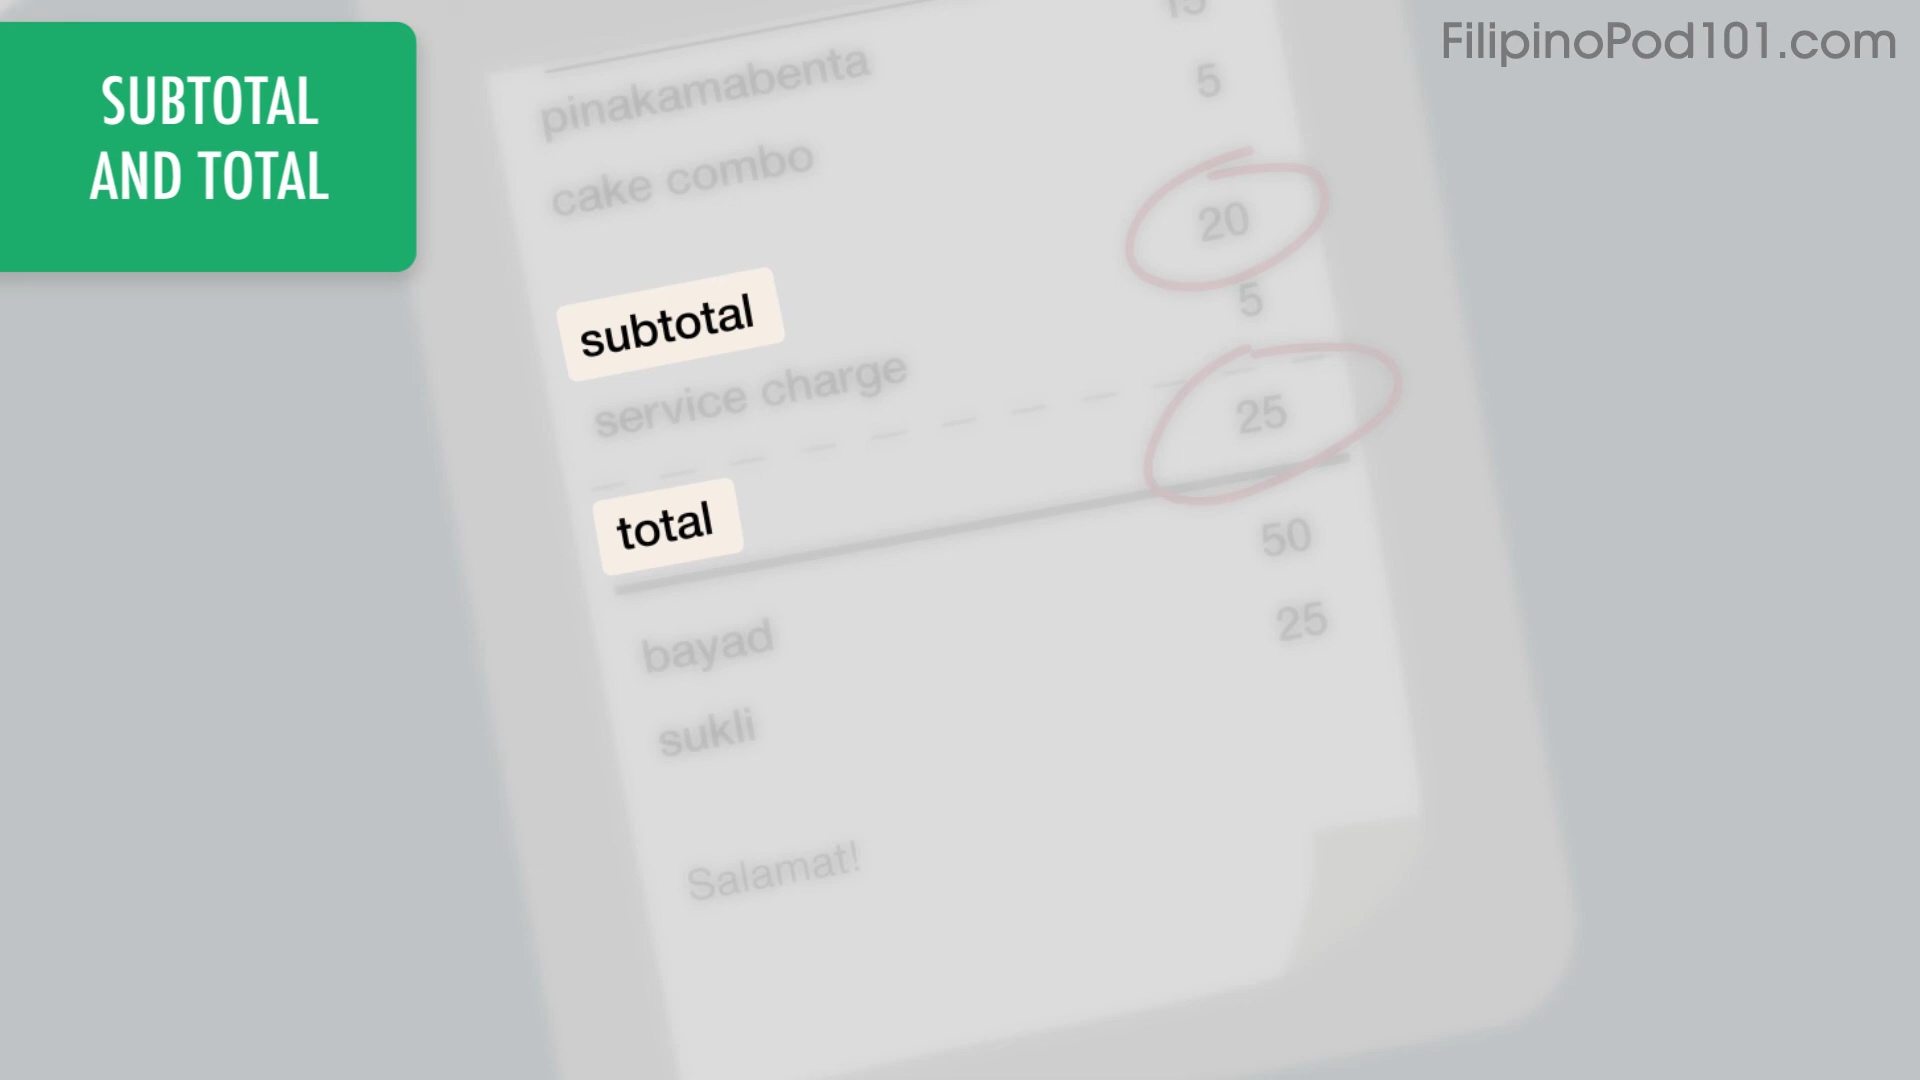 SUBTOTAL
AND TOTAL
FilipinoPod101.com
15
pinakamabenta 5
cake combo
20
subtotal 5
service charge
25
total
50
bayad 25
sukli
Salamat!